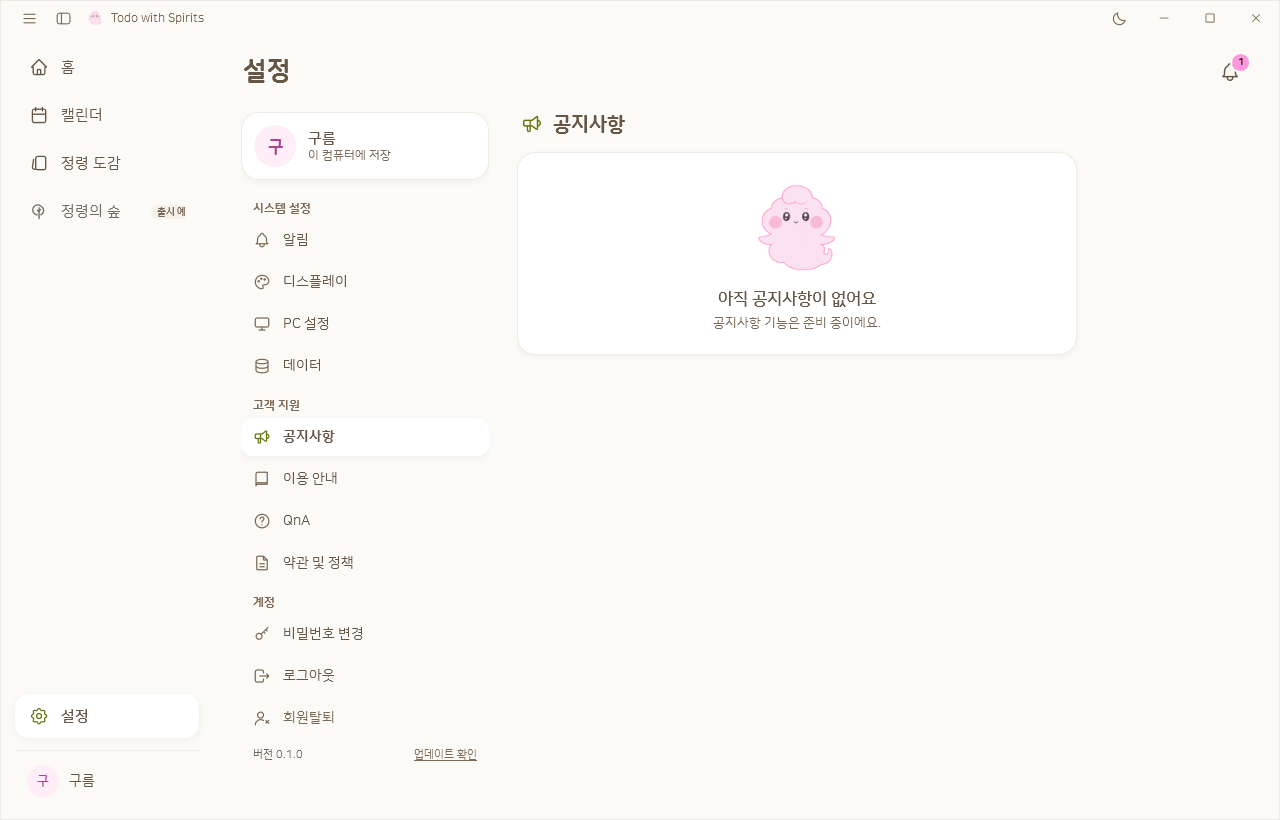 Todo with Spirits
홈
캘린더
정령 도감
정령의 숲
출시 예
설정
구
구름
설정
1
구
구름
이 컴퓨터에 저장
시스템 설정
알림
디스플레이
PC 설정
데이터
고객 지원
공지사항
이용 안내
QnA
약관 및 정책
계정
비밀번호 변경
로그아웃
회원탈퇴
버전 0.1.0
업데이트 확인
공지사항
아직 공지사항이 없어요
공지사항 기능은 준비 중이에요.